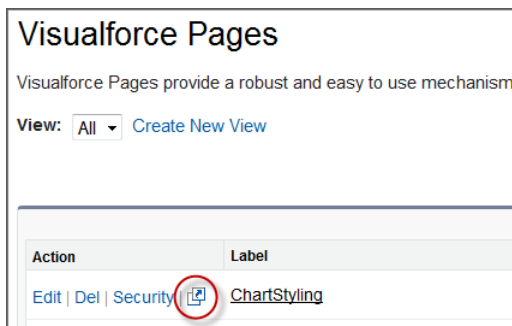 Visualforce Pages
Visualforce Pages provide a robust and easy to use mechanism
View: All Create New View
Action Label
Edit | Del | Security | ChartStyling